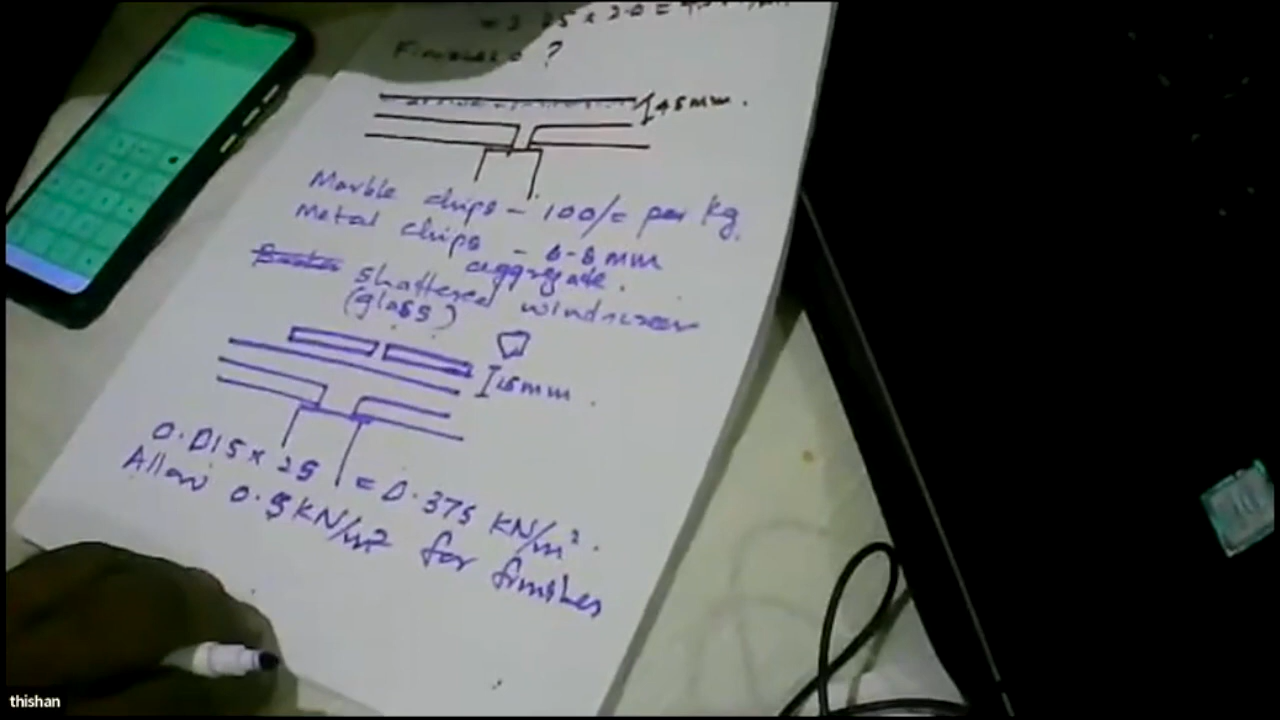 Finishes ?
45mm.
Marble chips - 100/= per kg.
Metal chips - 6-8mm
aggregate.
shattered windscreen
(glass)
15mm.
0.015 x 25 = 0.375 KN/m².
Allow 0.5KN/m² for finishes
thishan